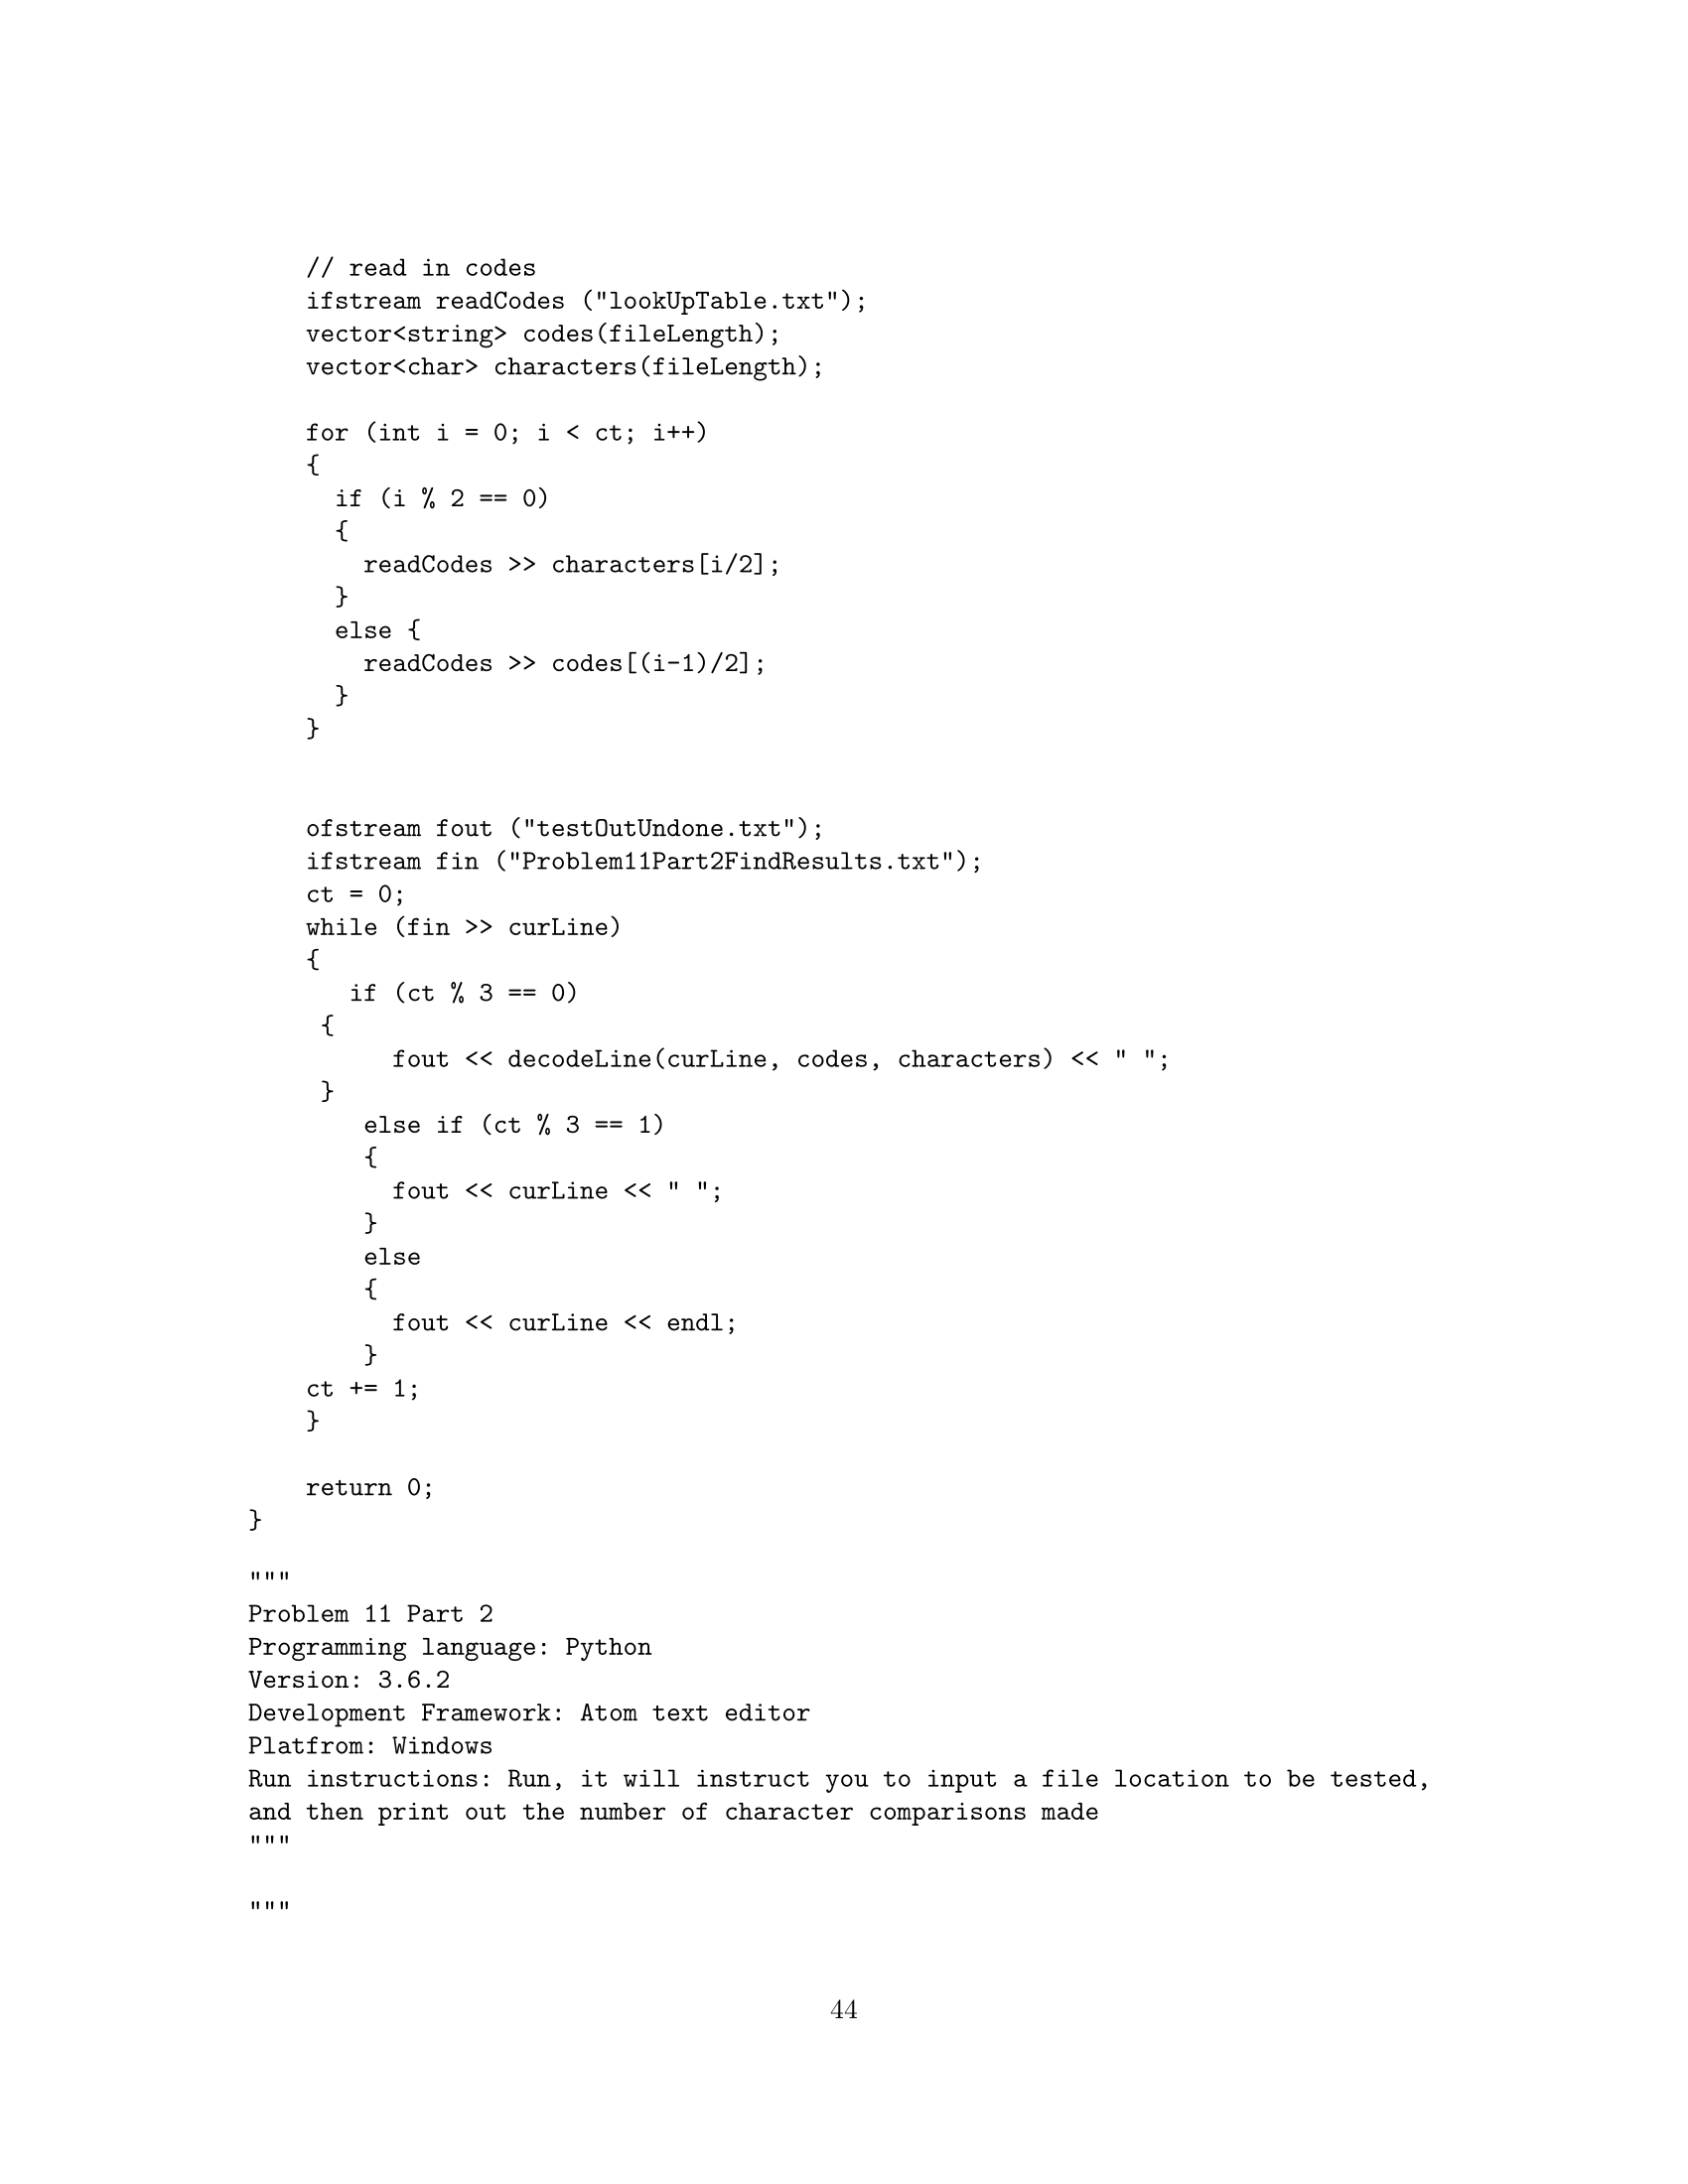 // read in codes
ifstream readCodes ("lookUpTable.txt");
vector<string> codes(fileLength);
vector<char> characters(fileLength);

for (int i = 0; i < ct; i++)
{
  if (i % 2 == 0)
  {
    readCodes >> characters[i/2];
  }
  else {
    readCodes >> codes[(i-1)/2];
  }
}

ofstream fout ("testOutUndone.txt");
ifstream fin ("Problem11Part2FindResults.txt");
ct = 0;
while (fin >> curLine)
{
   if (ct % 3 == 0)
 {
      fout << decodeLine(curLine, codes, characters) << " ";
 }
    else if (ct % 3 == 1)
    {
      fout << curLine << " ";
    }
    else
    {
      fout << curLine << endl;
    }
ct += 1;
}

return 0;
}

"""
Problem 11 Part 2
Programming language: Python
Version: 3.6.2
Development Framework: Atom text editor
Platfrom: Windows
Run instructions: Run, it will instruct you to input a file location to be tested,
and then print out the number of character comparisons made
"""

"""

44